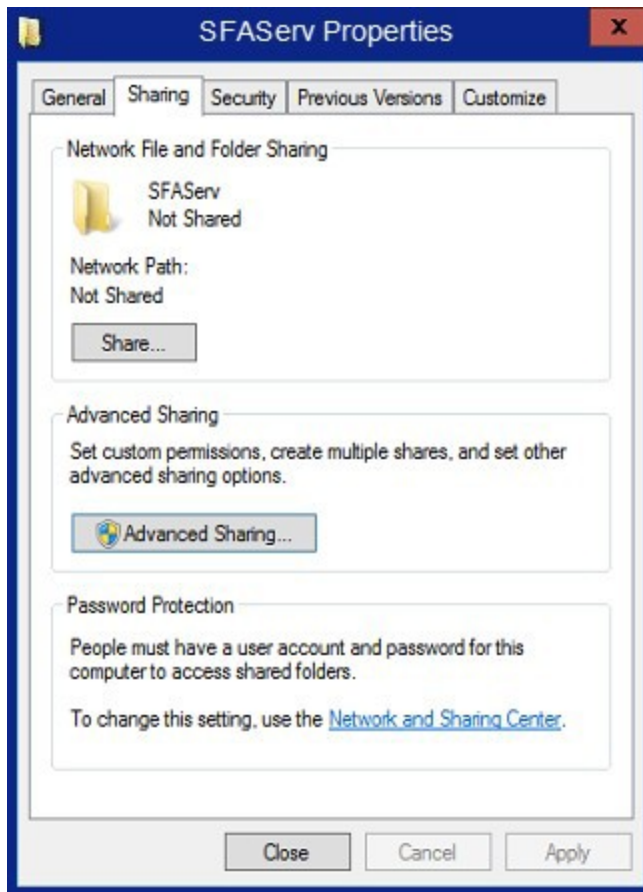 SFAServ Properties
x
General Sharing Security Previous Versions Customize
Network File and Folder Sharing
SFAServ
Not Shared
Network Path:
Not Shared
Share...
Advanced Sharing
Set custom permissions, create multiple shares, and set other
advanced sharing options.
Advanced Sharing...
Password Protection
People must have a user account and password for this
computer to access shared folders.
To change this setting, use the Network and Sharing Center.
Close Cancel Apply